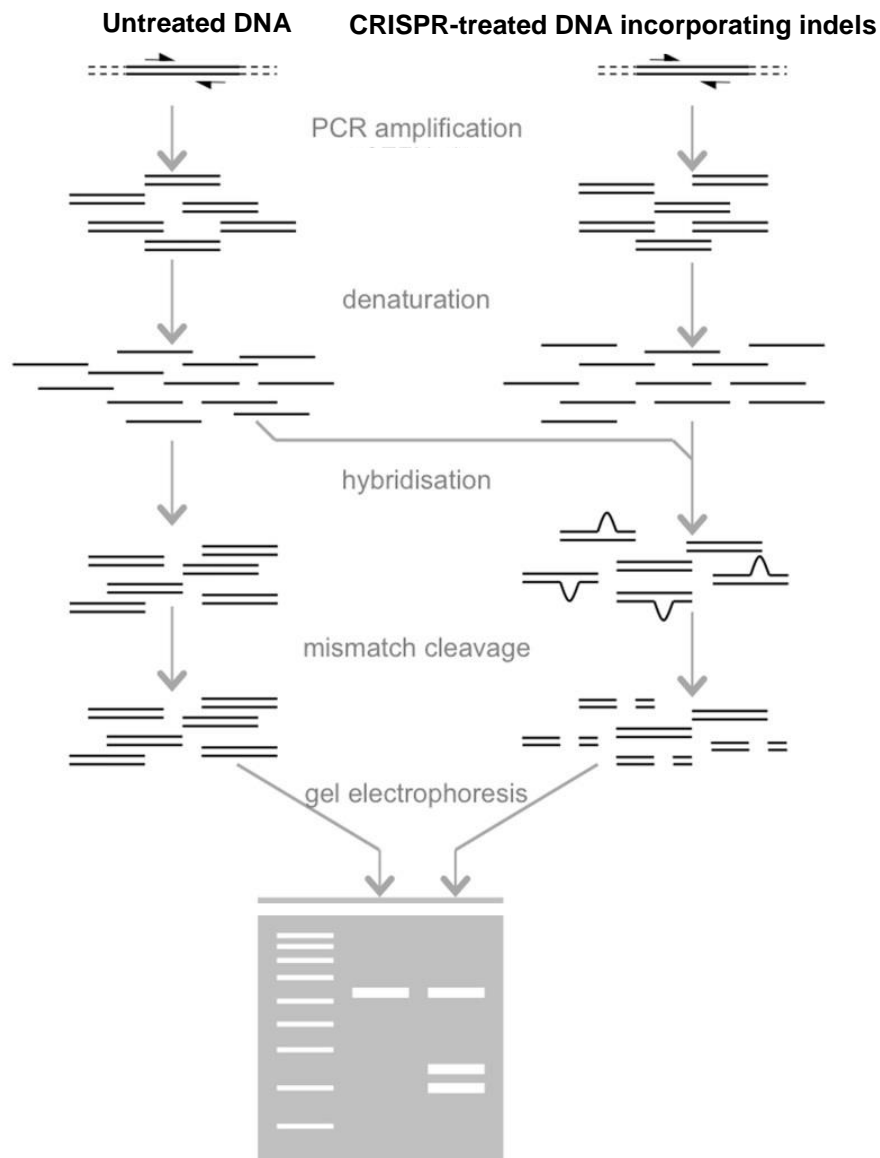 Untreated DNA
CRISPR-treated DNA incorporating indels
PCR amplification
denaturation
hybridisation
mismatch cleavage
gel electrophoresis